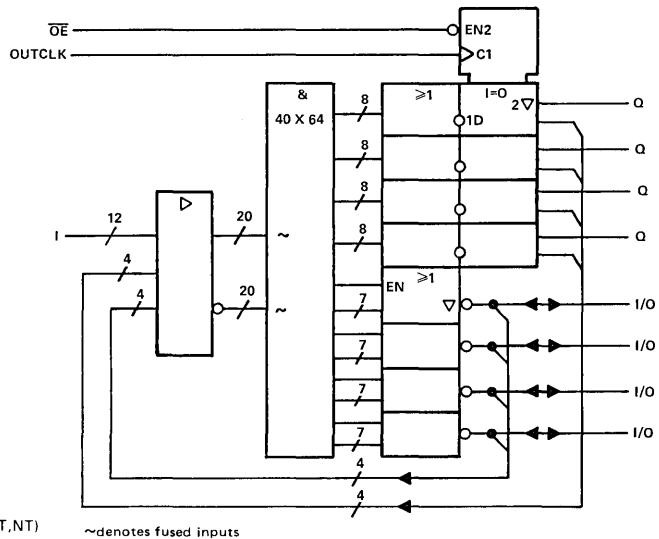 OE
EN2
OUTCLK
C1
&
40 X 64
≥1
I=0
2 ▽
Q
8
1D
8
Q
8
Q
8
Q
▷
I
12
20
~
4
4
20
~
EN
≥1
▽
7
I/O
7
I/O
7
I/O
7
I/O
4
4
T,NT)
~denotes fused inputs